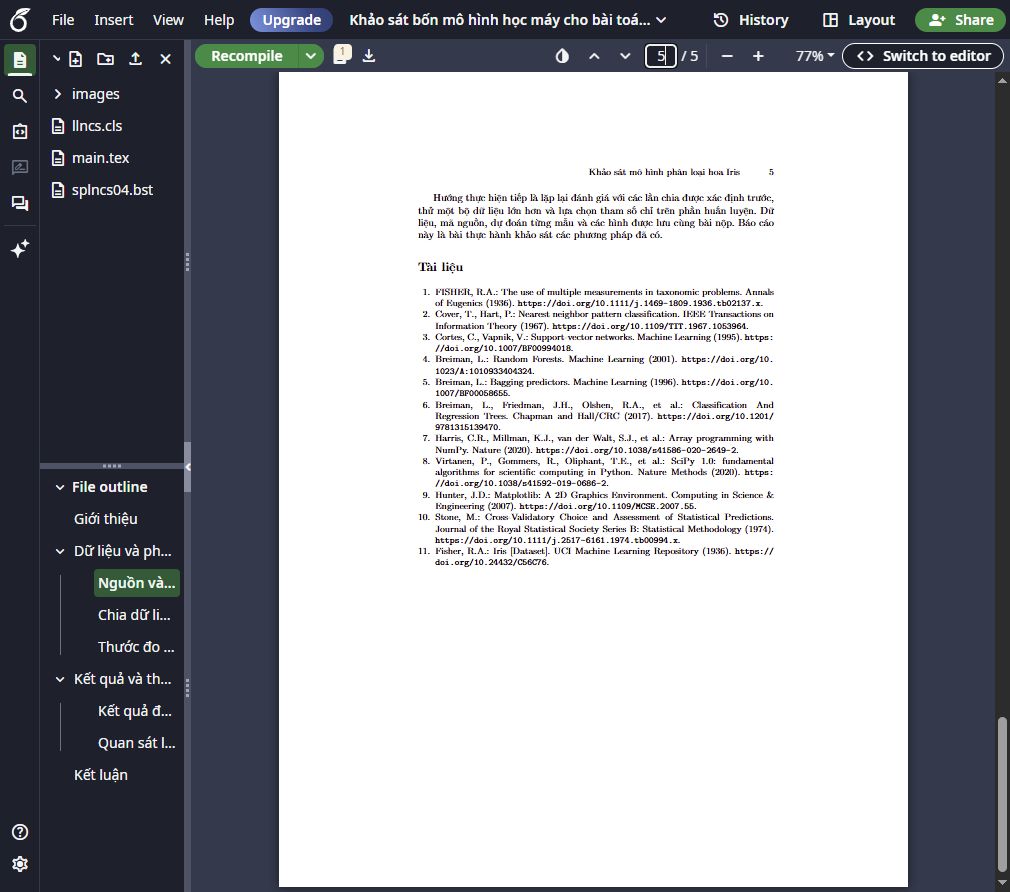 File Insert View Help Upgrade Khảo sát bốn mô hình học máy cho bài toá... History Layout Share
Recompile 1 5 / 5 77% Switch to editor
images
llncs.cls
main.tex
splncs04.bst
File outline
Giới thiệu
Dữ liệu và ph...
Nguồn và...
Chia dữ li...
Thước đo ...
Kết quả và th...
Kết quả đ...
Quan sát l...
Kết luận
Khảo sát mô hình phân loại hoa Iris 5
Hướng thực hiện tiếp là lặp lại đánh giá với các lần chia được xác định trước,
thử một bộ dữ liệu lớn hơn và lựa chọn tham số chỉ trên phần huấn luyện. Dữ
liệu, mã nguồn, dự đoán từng mẫu và các hình được lưu cùng bài nộp. Báo cáo
này là bài thực hành khảo sát các phương pháp đã có.
Tài liệu
1. FISHER, R.A.: The use of multiple measurements in taxonomic problems. Annals
of Eugenics (1936). https://doi.org/10.1111/j.1469-1809.1936.tb02137.x.
2. Cover, T., Hart, P.: Nearest neighbor pattern classification. IEEE Transactions on
Information Theory (1967). https://doi.org/10.1109/TIT.1967.1053964.
3. Cortes, C., Vapnik, V.: Support-vector networks. Machine Learning (1995). https:
//doi.org/10.1007/BF00994018.
4. Breiman, L.: Random Forests. Machine Learning (2001). https://doi.org/10.
1023/A:1010933404324.
5. Breiman, L.: Bagging predictors. Machine Learning (1996). https://doi.org/10.
1007/BF00058655.
6. Breiman, L., Friedman, J.H., Olshen, R.A., et al.: Classification And
Regression Trees. Chapman and Hall/CRC (2017). https://doi.org/10.1201/
9781315139470.
7. Harris, C.R., Millman, K.J., van der Walt, S.J., et al.: Array programming with
NumPy. Nature (2020). https://doi.org/10.1038/s41586-020-2649-2.
8. Virtanen, P., Gommers, R., Oliphant, T.E., et al.: SciPy 1.0: fundamental
algorithms for scientific computing in Python. Nature Methods (2020). https:
//doi.org/10.1038/s41592-019-0686-2.
9. Hunter, J.D.: Matplotlib: A 2D Graphics Environment. Computing in Science &
Engineering (2007). https://doi.org/10.1109/MCSE.2007.55.
10. Stone, M.: Cross-Validatory Choice and Assessment of Statistical Predictions.
Journal of the Royal Statistical Society Series B: Statistical Methodology (1974).
https://doi.org/10.1111/j.2517-6161.1974.tb00994.x.
11. Fisher, R.A.: Iris [Dataset]. UCI Machine Learning Repository (1936). https://
doi.org/10.24432/C56C76.